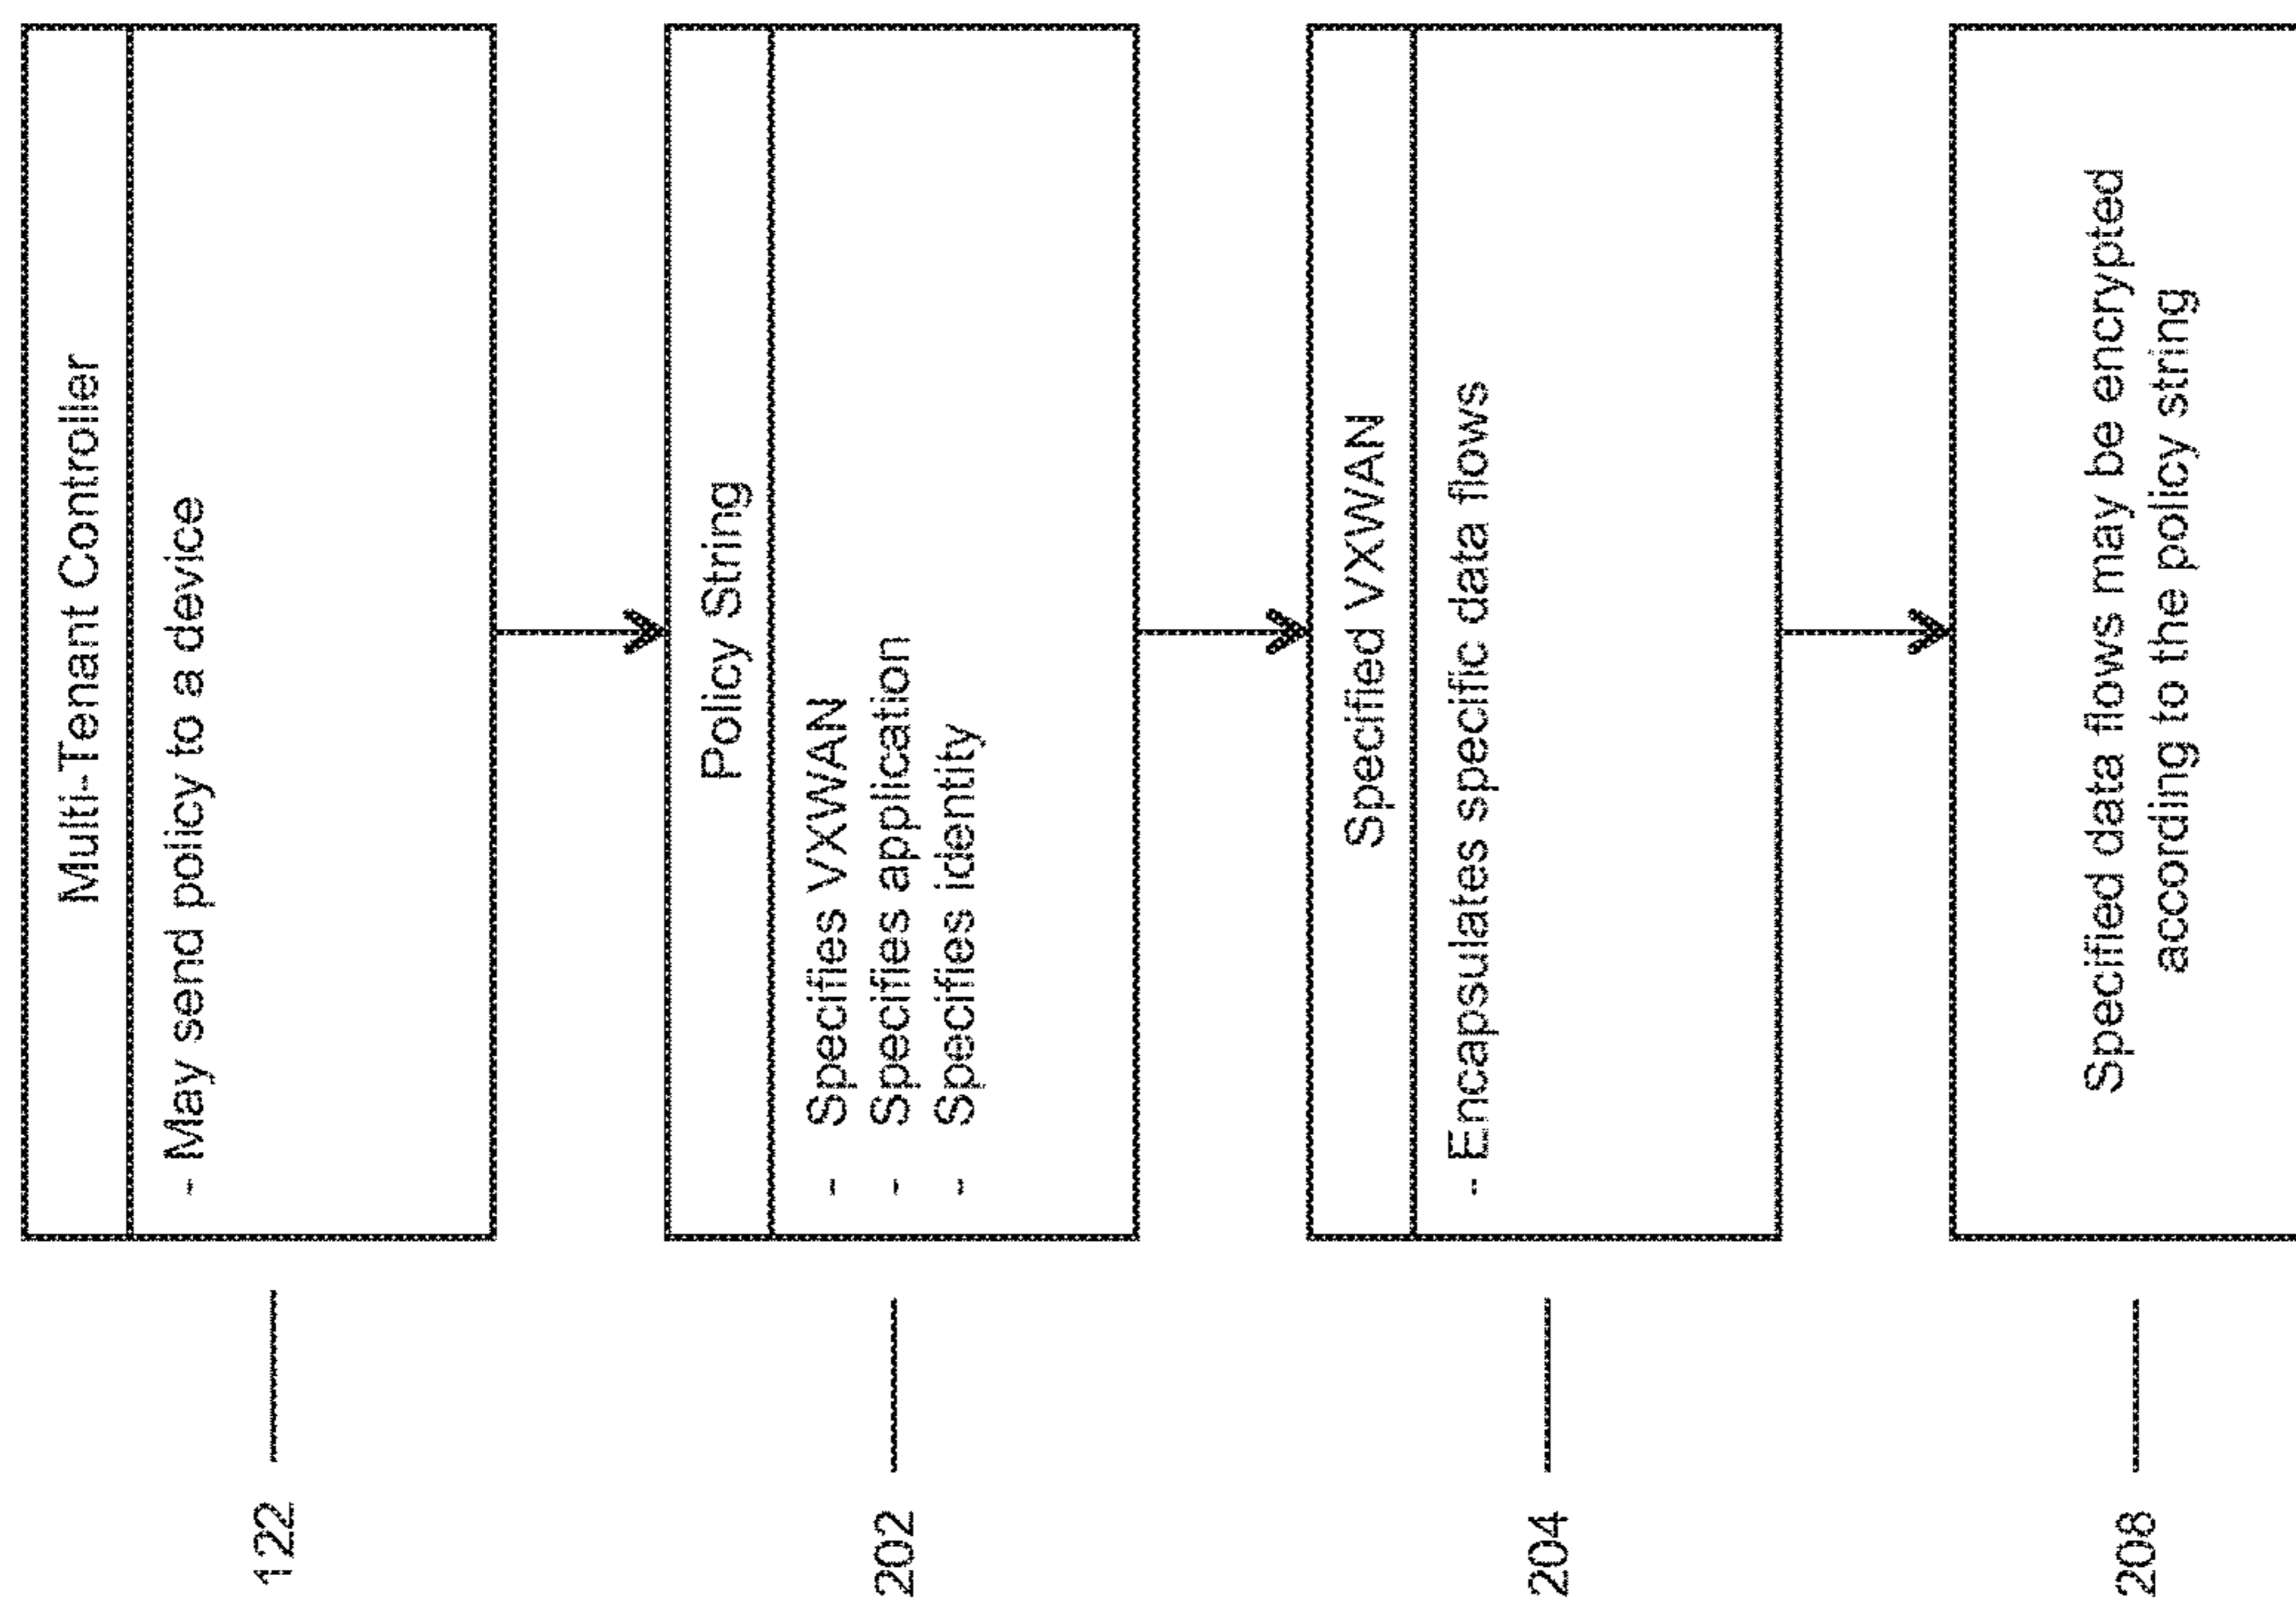 122
Multi-Tenant Controller
- May send policy to a device
202
Policy String
- Specifies VXWAN
- Specifies application
- Specifies identity
204
Specified VXWAN
- Encapsulates specific data flows
208
Specified data flows may be encrypted
according to the policy string